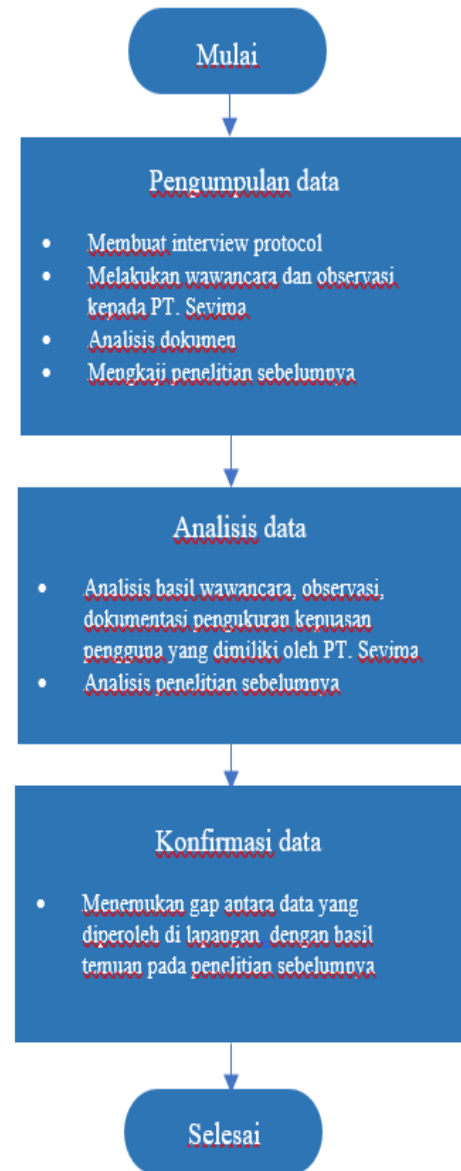 Mulai
Pengumpulan data
• Membuat interview protocol
• Melakukan wawancara dan observasi
kepada PT. Sevima
• Analisis dokumen
• Mengkaji penelitian sebelumnya
Analisis data
• Analisis hasil wawancara, observasi,
dokumentasi pengukuran kepuasan
pengguna yang dimiliki oleh PT. Sevima
• Analisis penelitian sebelumnya
Konfirmasi data
• Menemukan gap antara data yang
diperoleh di lapangan dengan hasil
temuan pada penelitian sebelumnya
Selesai